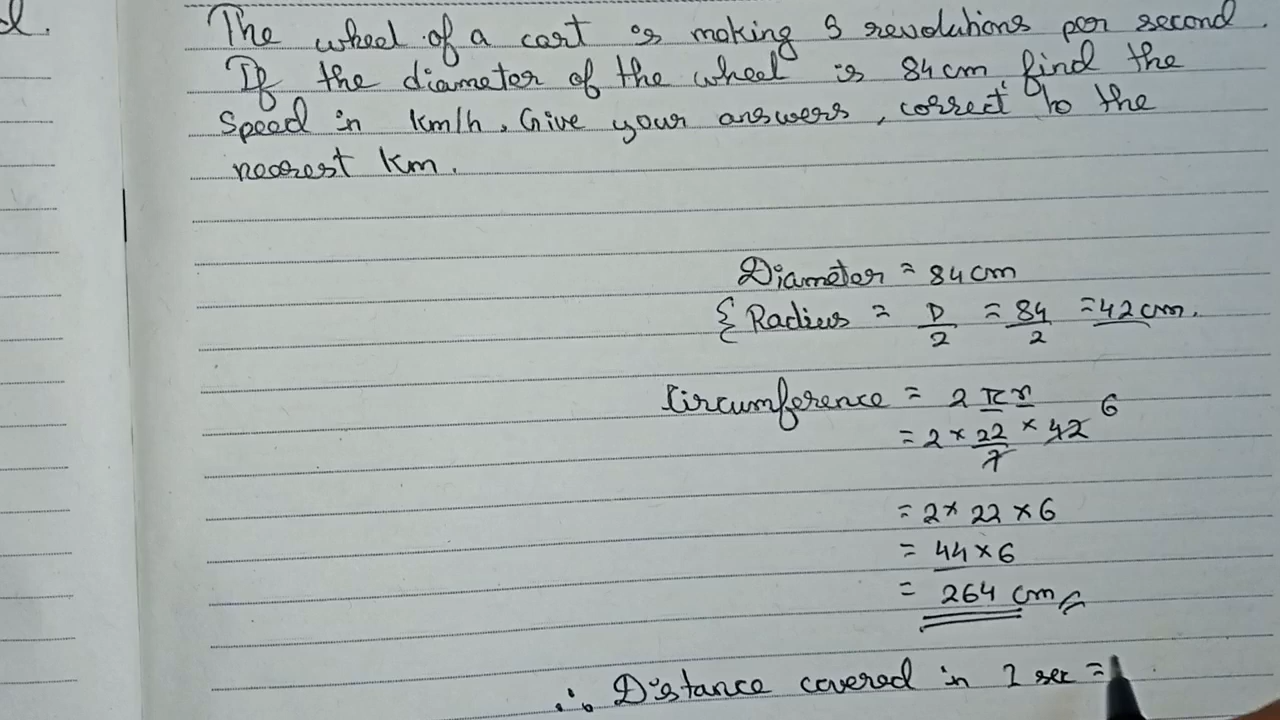 d.
The wheel of a cart is making 5 revolutions per second.
If the diameter of the wheel is 84 cm, find the
Speed in km/h. Give your answers, correct to the
nearest km.
Diameter = 84 cm
{ Radius = D/2 = 84/2 = 42 cm.
Circumference = 2 π r
= 2 × 22/7 × 42 6
= 2 × 22 × 6
= 44 × 6
= 264 cm
∴ Distance covered in 1 sec =